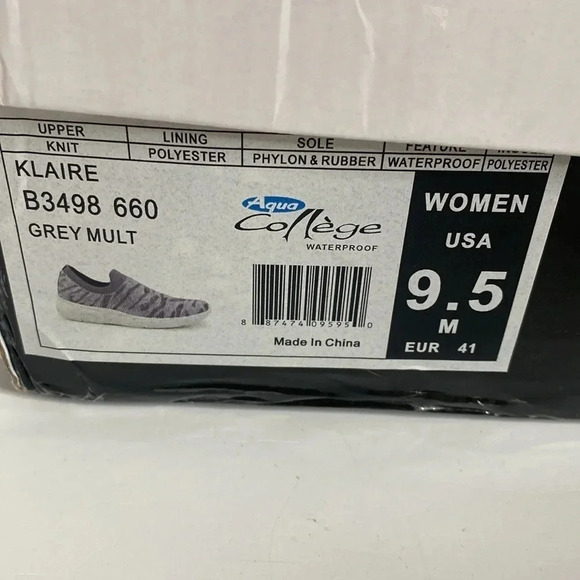 UPPER LINING SOLE FEATURE
KNIT POLYESTER PHYLON & RUBBER WATERPROOF POLYESTER
KLAIRE
B3498 660
GREY MULT
Aqua
Collège
WATERPROOF
8 87474 09595 0
Made In China
WOMEN
USA
9.5
M
EUR 41